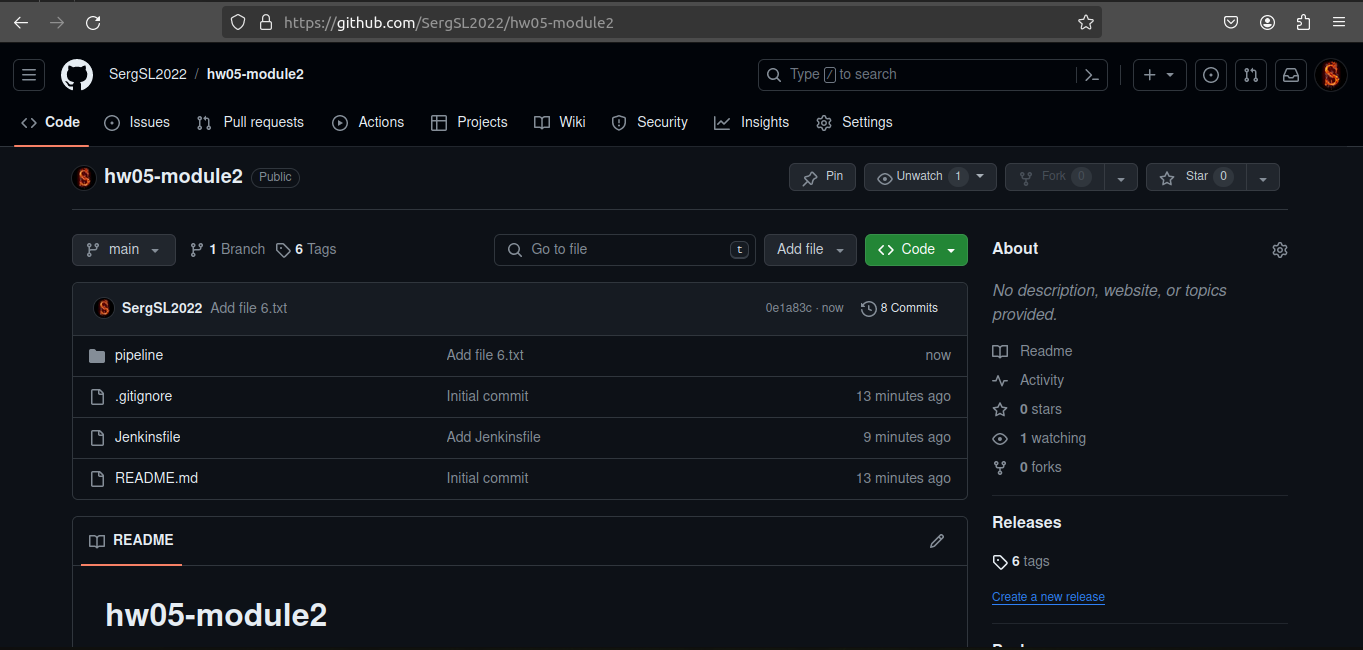 https://github.com/SergSL2022/hw05-module2
SergSL2022 / hw05-module2
Type / to search
Code Issues Pull requests Actions Projects Wiki Security Insights Settings
hw05-module2 Public
Pin Unwatch 1 Fork 0 Star 0
main 1 Branch 6 Tags Go to file t Add file Code
SergSL2022 Add file 6.txt 0e1a83c · now 8 Commits
pipeline Add file 6.txt now
.gitignore Initial commit 13 minutes ago
Jenkinsfile Add Jenkinsfile 9 minutes ago
README.md Initial commit 13 minutes ago
README
hw05-module2
About
No description, website, or topics
provided.
Readme
Activity
0 stars
1 watching
0 forks
Releases
6 tags
Create a new release